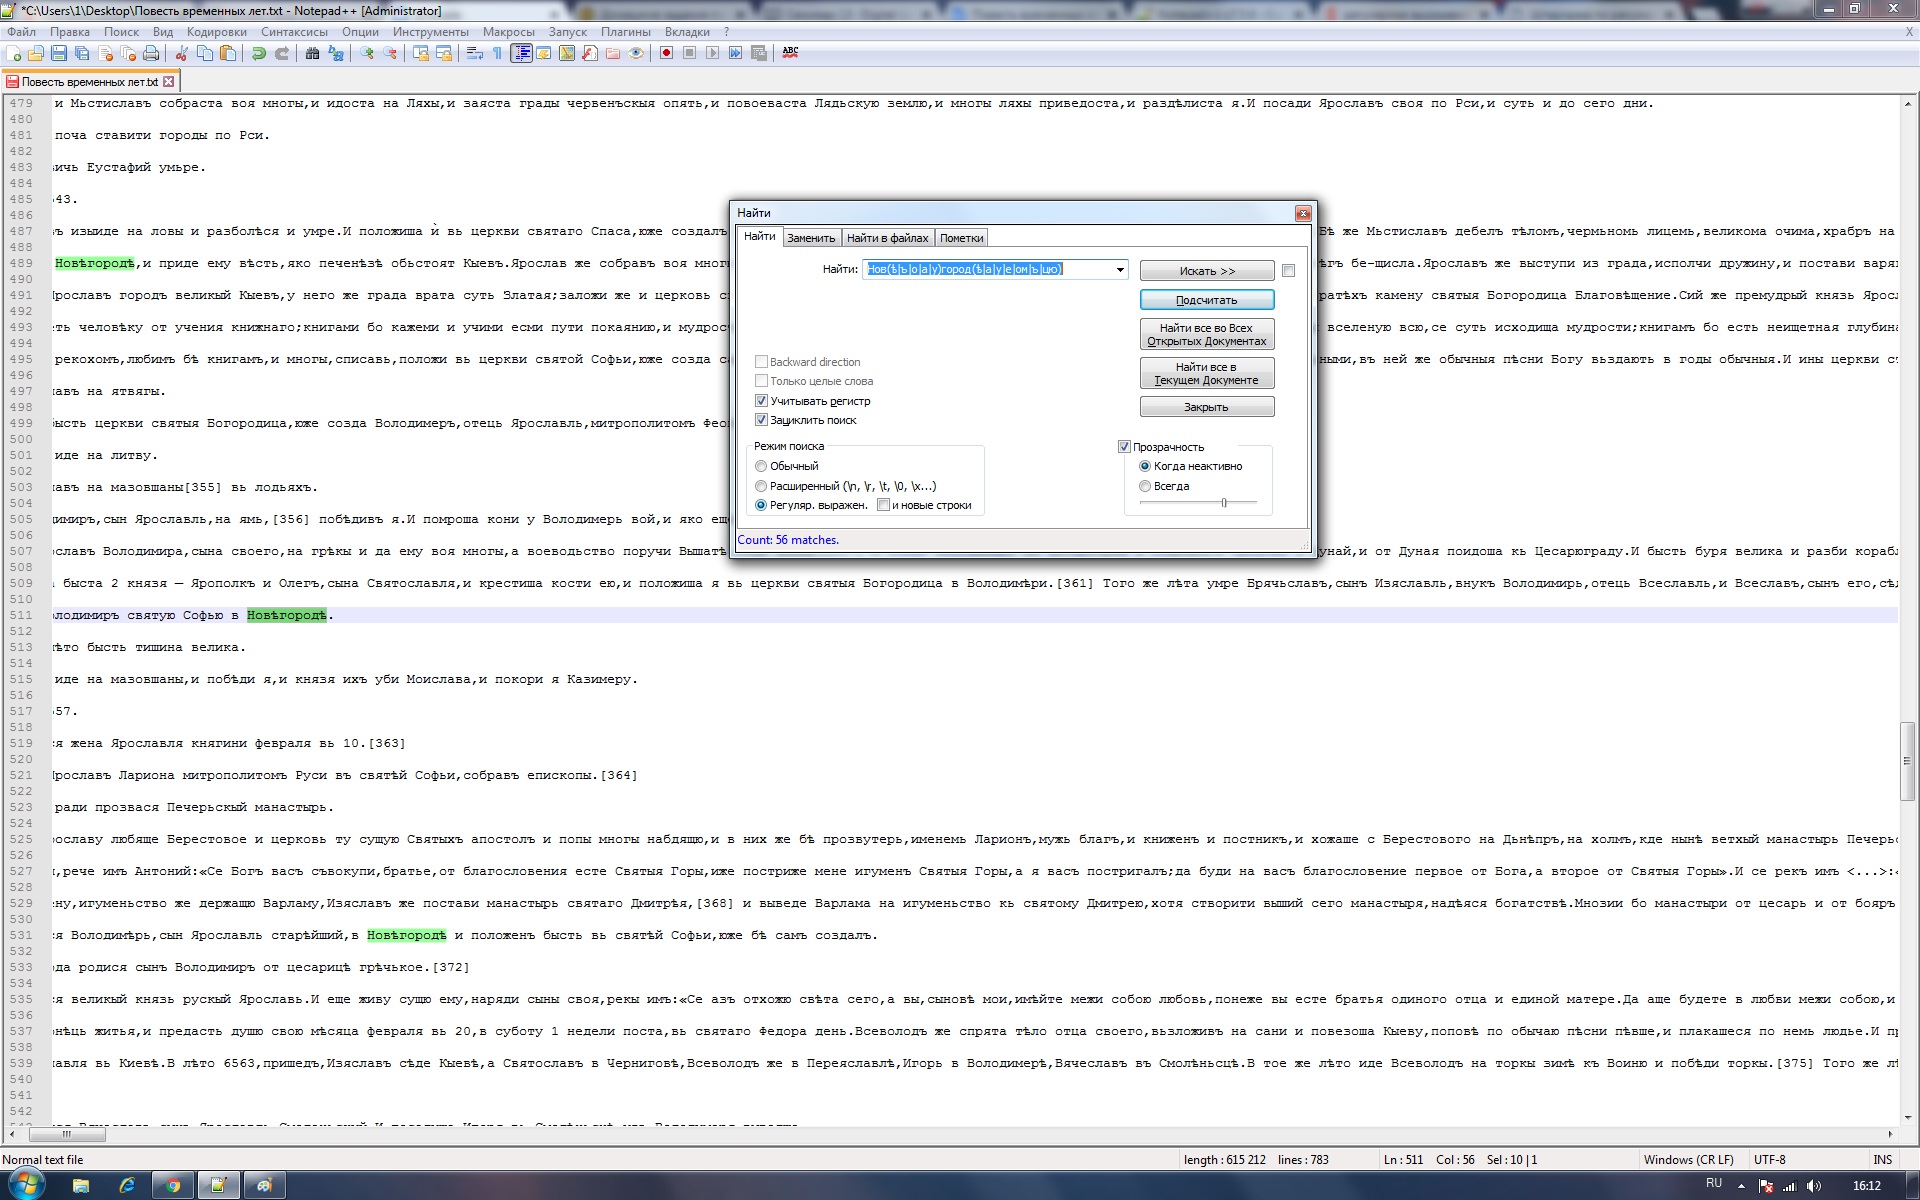 *C:\Users\1\Desktop\Повесть временных лет.txt - Notepad++ [Administrator]
Файл Правка Поиск Вид Кодировки Синтаксисы Опции Инструменты Макросы Запуск Плагины Вкладки ? X
Повесть временных лет.txt
479 и Мьстиславъ собраста воя многы,и идоста на Ляхы,и заяста грады червенъскыя опять,и повоеваста Лядьскую землю,и многы ляхы приведоста,и раздѣлиста я.И посади Ярославъ своя по Рси,и суть и до сего дни.
480
481 поча ставити городы по Рси.
482
483 ичь Еустафий умьре.
484
485 43.
486
487 ъ изыиде на ловы и разболѣся и умре.И положиша и̇ вь церкви святаго Спаса,юже создалъ Бѣ же Мьстиславъ дебелъ тѣломъ,чермьномь лицемь,великома очима,храбръ на
488
489 Новѣгородѣ,и приде ему вѣсть,яко печенѣзѣ обьстоят Кыевъ.Ярослав же собравъ воя мног ѣгъ бе-щисла.Ярославъ же выступи из града,исполчи дружину,и постави варя
490
491 рославъ городъ великый Кыевъ,у него же града врата суть Златая;заложи же и церковь с ратѣхъ камену святыя Богородица Благовѣщение.Сий же премудрый князь Яросл
492
493 ть человѣку от учения книжнаго;книгами бо кажеми и учими есми пути покаянию,и мудрос вселеную всю,се суть исходища мудрости;книгамъ бо есть неищетная глубина
494
495 рекохомъ,любимъ бѣ книгамъ,и многы,списавь,положи вь церкви святой Софьи,юже созда с ными,въ ней же обычныя пѣсни Богу въздають в годы обычныя.И ины церкви ст
496
497 авъ на ятвягы.
498
499 ысть церкви святыя Богородица,юже созда Володимеръ,отець Ярославль,митрополитомъ Фео
500
501 иде на литву.
502
503 авъ на мазовшаны[355] вь лодьяхъ.
504
505 имиръ,сын Ярославль,на ямь,[356] побѣдивъ я.И помроша кони у Володимерь вой,и яко ещ
506
507 славъ Володимира,сына своего,на грѣкы и да ему воя многы,а воеводьство поручи Вышатѣ унай,и от Дуная поидоша кь Цесарюграду.И бысть буря велика и разби корабл
508
509 быста 2 князя — Ярополкъ и Олегъ,сына Святославля,и крестиша кости ею,и положиша я вь церкви святыя Богородица в Володимѣри.[361] Того же лѣта умре Брячьславъ,сынъ Изяславль,внукъ Володимирь,отець Всеславль,и Всеславъ,сынъ его,сѣ
510
511 лодимиръ святую Софью в Новѣгородѣ.
512
513 ѣто бысть тишина велика.
514
515 иде на мазовшаны,и побѣди я,и князя ихъ уби Моислава,и покори я Казимеру.
516
517 57.
518
519 я жена Ярославля княгини февраля вь 10.[363]
520
521 рославъ Лариона митрополитомъ Руси въ святѣй Софьи,собравъ епископы.[364]
522
523 ради прозвася Печерьскый манастырь.
524
525 ославу любяще Берестовое и церковь ту сущую Святыхъ апостолъ и попы многы набдящю,и в них же бѣ прозвутерь,именемь Ларионъ,мужь благъ,и книженъ и постникъ,и хожаше с Берестового на Дьнѣпръ,на холмъ,кде нынѣ ветхый манастырь Печерьс
526
527 ,рече имъ Антоний:«Се Богъ васъ съвокупи,братье,от благословения есте Святыя Горы,иже постриже мене игуменъ Святыя Горы,а я васъ постригалъ;да буди на васъ благословение первое от Бога,а второе от Святыя Горы».И се рекъ имъ <...>:«
528
529 ну,игуменьство же держащю Варламу,Изяславъ же постави манастырь святаго Дмитрѣя,[368] и выведе Варлама на игуменьство кь святому Дмитрею,хотя створити вышии сего манастыря,надѣяся богатствѣ.Мнозии бо манастыри от цесарь и от бояръ
530
531 я Володимѣрь,сын Ярославль старѣйший,в Новѣгородѣ и положенъ бысть вь святѣй Софьи,юже бѣ самъ создалъ.
532
533 да родися сынъ Володимиръ от цесарицѣ грѣчькое.[372]
534
535 я великый князь рускый Ярославь.И еще живу сущю ему,наряди сыны своя,рекы имъ:«Се азъ отхожю свѣта сего,а вы,сыновѣ мои,имѣйте межи собою любовь,понеже вы есте братья одиного отца и единой матере.Да аще будете в любви межи собою,и
536
537 нѣць житья,и предасть душю свою мѣсяца февраля вь 20,в суботу 1 недели поста,вь святаго Федора день.Всеволодъ же спрята тѣло отца своего,възложивъ на сани и повезоша Кыеву,поповѣ по обычаю пѣсни пѣвше,и плакашеся по немь людье.И пр
538
539 авля вь Киевѣ.В лѣто 6563,пришедъ,Изяславъ сѣде Кыевѣ,а Святославъ в Черниговѣ,Всеволодъ же в Переяславлѣ,Игорь в Володимерѣ,Вячеславъ въ Смолѣньсцѣ.В тое же лѣто иде Всеволодъ на торкы зимѣ къ Воиню и побѣди торкы.[375] Того же лѣ
540
541
542
Найти
Найти Заменить Найти в файлах Пометки
Найти: Нов(ѣ|ъ|о|а|у)город(ѣ|а|у|е|ом|ъ|цю)
Искать >>
Подсчитать
Найти все во Всех Открытых Документах
Найти все в Текущем Документе
Закрыть
Backward direction
Только целые слова
Учитывать регистр
Зациклить поиск
Режим поиска
Обычный
Расширенный (\n, \r, \t, \0, \x...)
Регуляр. выражен. и новые строки
Прозрачность
Когда неактивно
Всегда
Count: 56 matches.
Normal text file length : 615 212 lines : 783 Ln : 511 Col : 56 Sel : 10 | 1 Windows (CR LF) UTF-8 INS
RU 16:12